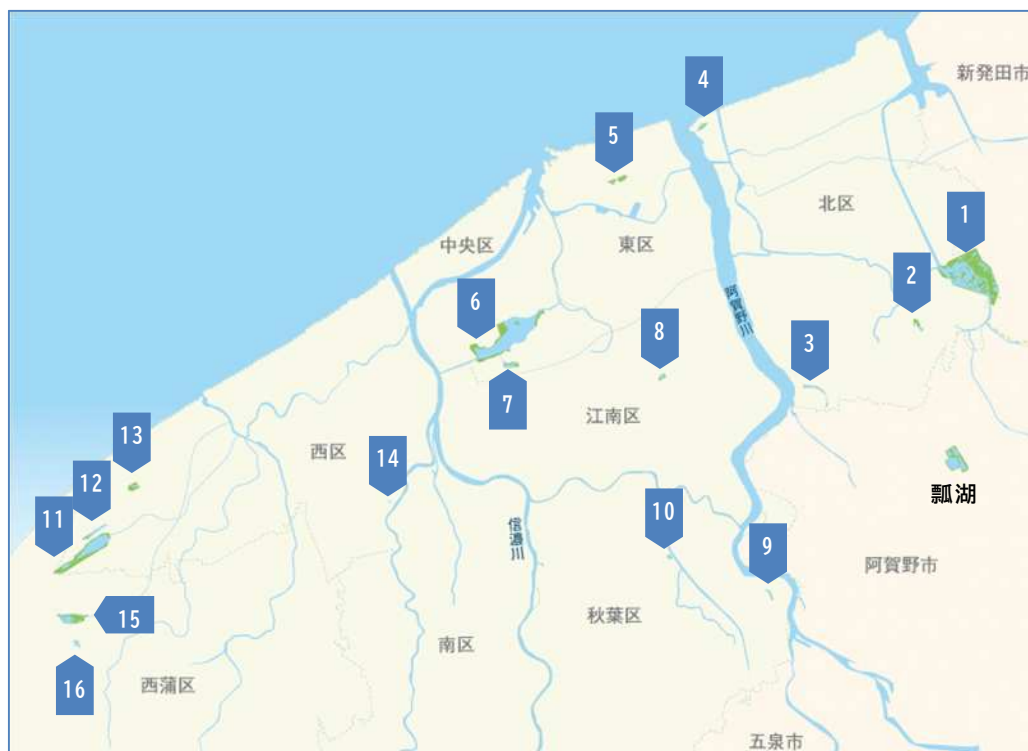 新発田市
4
5
北区
1
中央区
東区
2
6
阿賀野川
8
3
7
江南区
13
西区
14
12
瓢湖
11
信濃川
10
9
阿賀野市
15
秋葉区
南区
16
西蒲区
五泉市